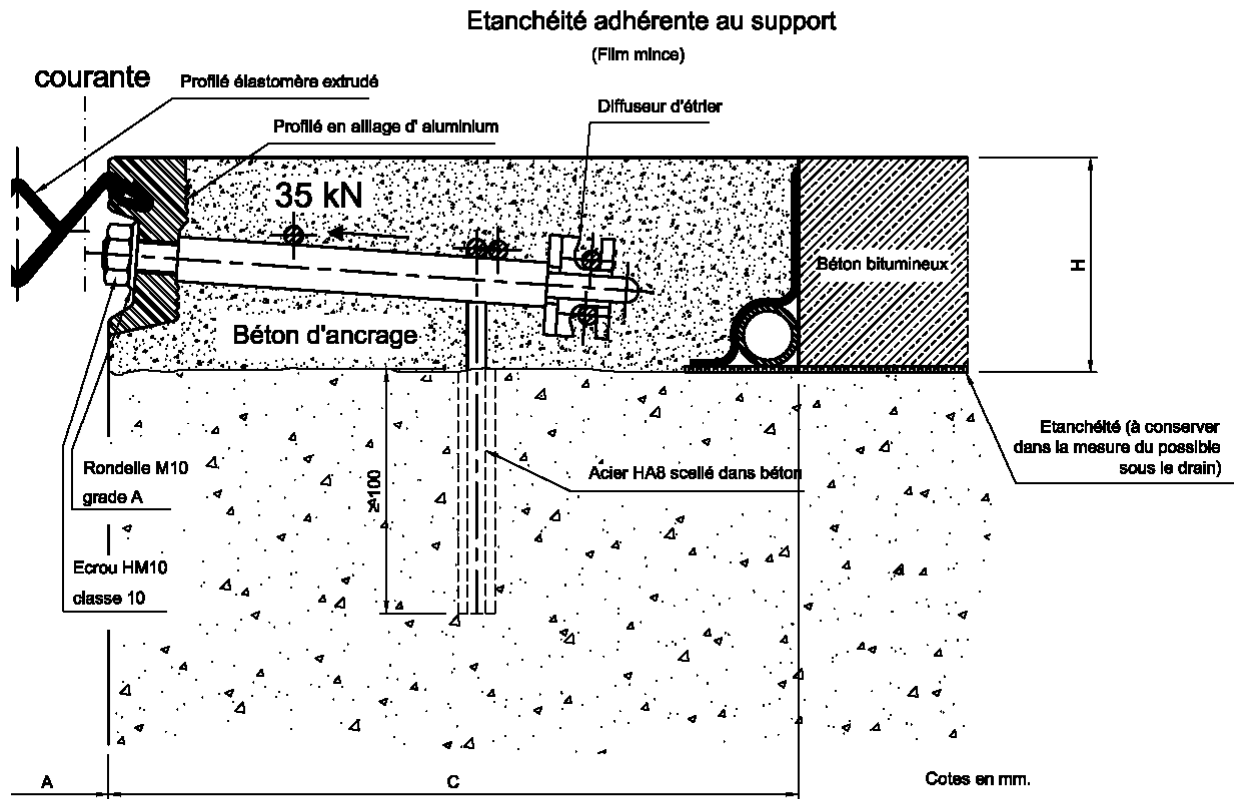 Etanchéité adhérente au support
(Film mince)
courante
Profilé élastomère extrudé
Diffuseur d'étrier
Profilé en alliage d' aluminium
35 kN
Béton bitumineux
H
Béton d'ancrage
Etanchéité (à conserver
dans la mesure du possible
sous le drain)
Rondelle M10
grade A
Acier HA8 scellé dans béton
≥100
Ecrou HM10
classe 10
A
C
Cotes en mm.